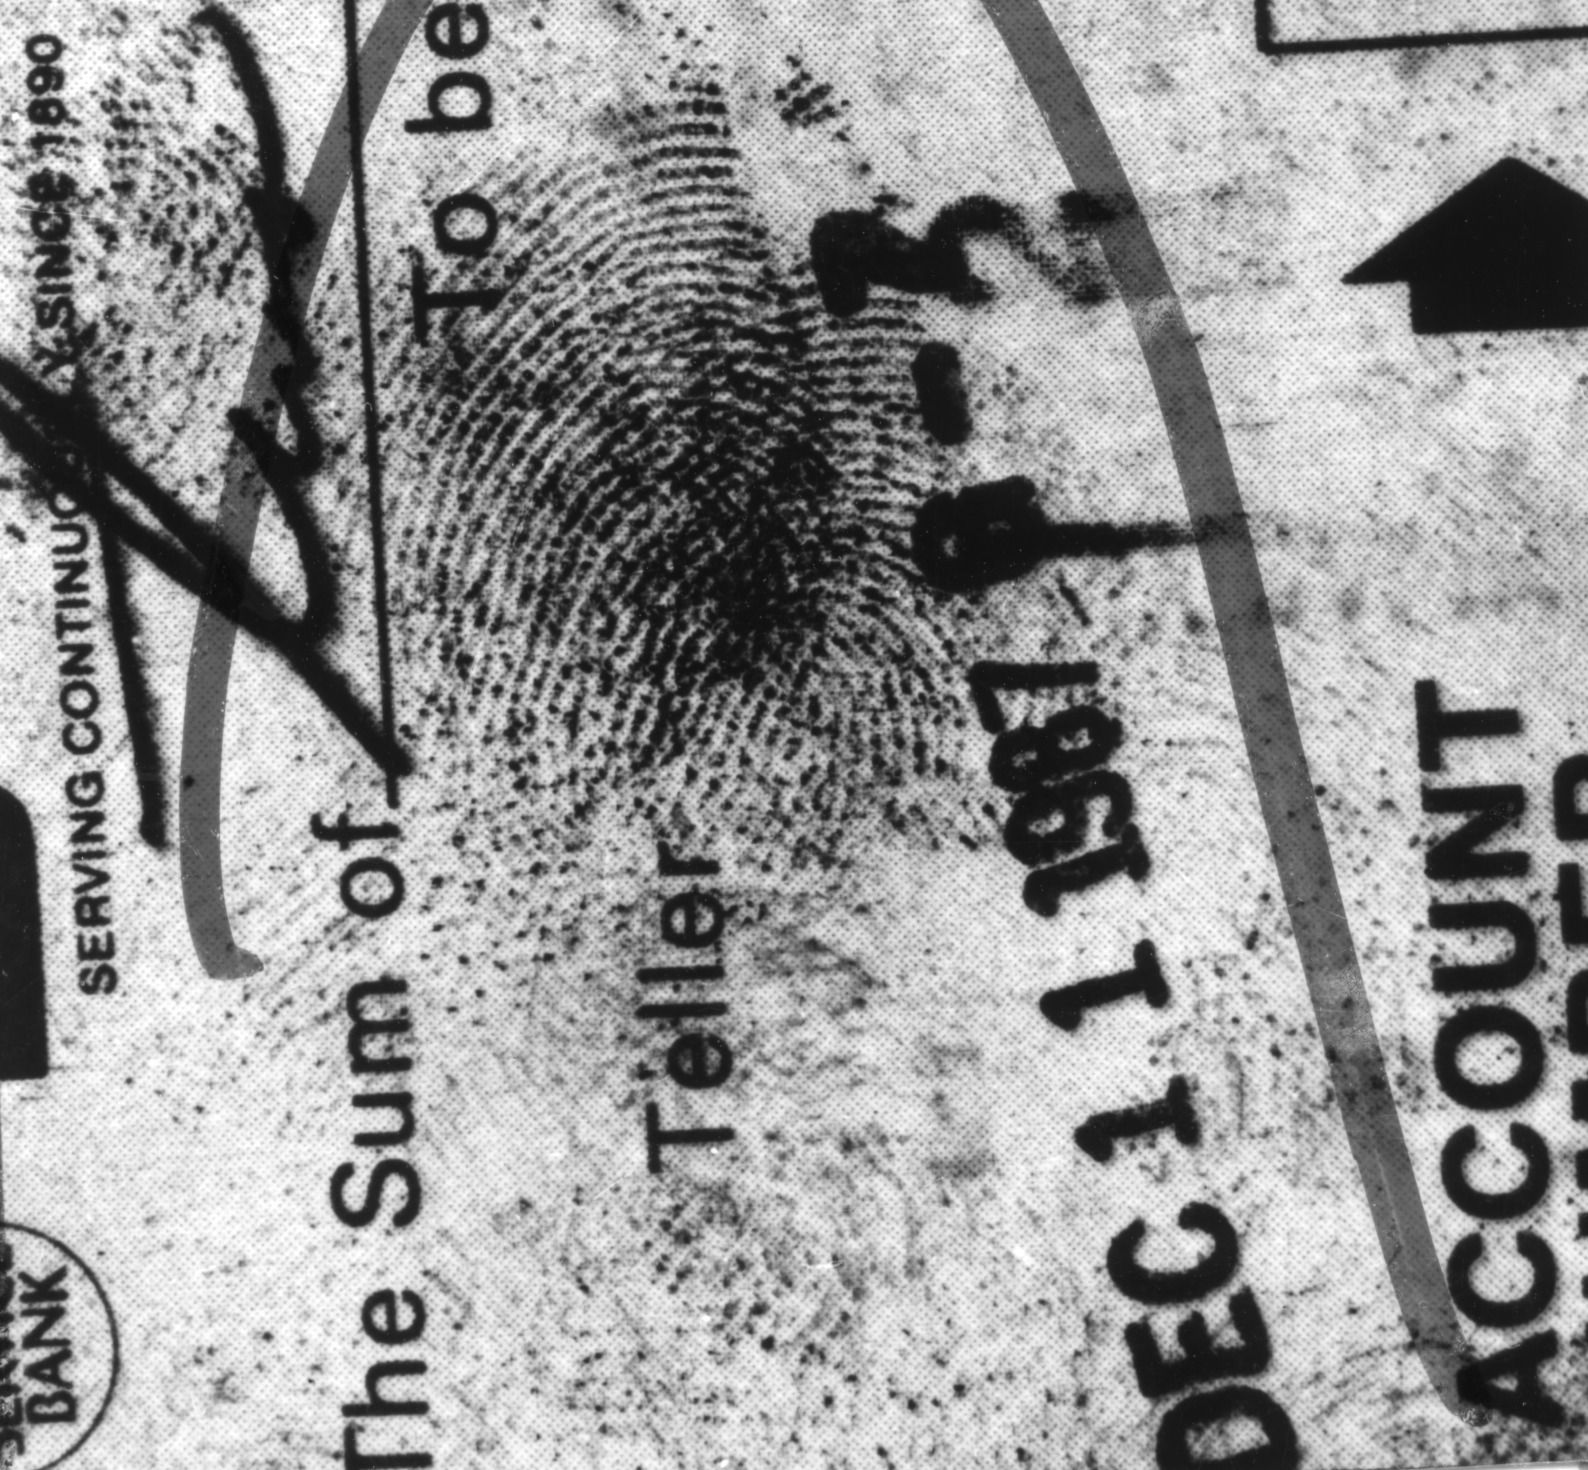 SERVING CONTINUOUSLY SINCE 1890
BANK
The Sum of
To be
Teller
DEC 1 1 1987
ACCOUNT